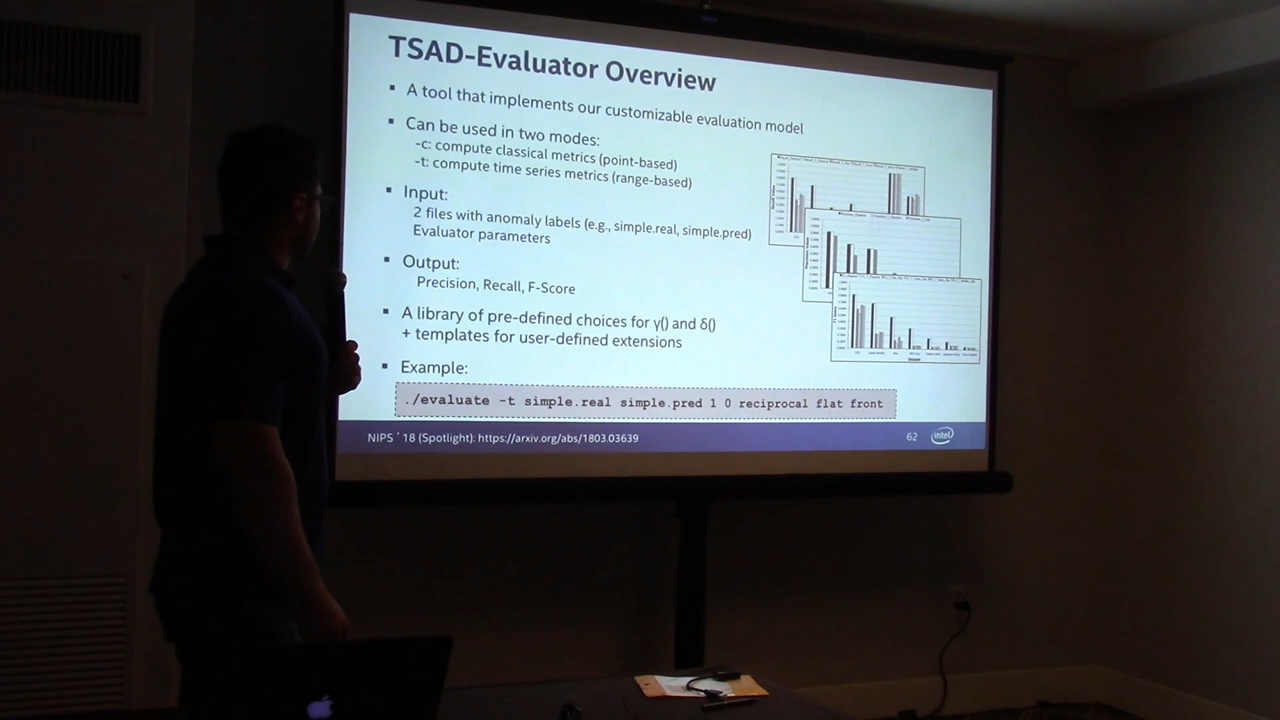 TSAD-Evaluator Overview
▪ A tool that implements our customizable evaluation model
▪ Can be used in two modes:
-c: compute classical metrics (point-based)
-t: compute time series metrics (range-based)
▪ Input:
2 files with anomaly labels (e.g., simple.real, simple.pred)
Evaluator parameters
▪ Output:
Precision, Recall, F-Score
▪ A library of pre-defined choices for γ() and δ()
+ templates for user-defined extensions
▪ Example:
./evaluate -t simple.real simple.pred 1 0 reciprocal flat front
NIPS ' 18 (Spotlight): https://arxiv.org/abs/1803.03639
62
intel